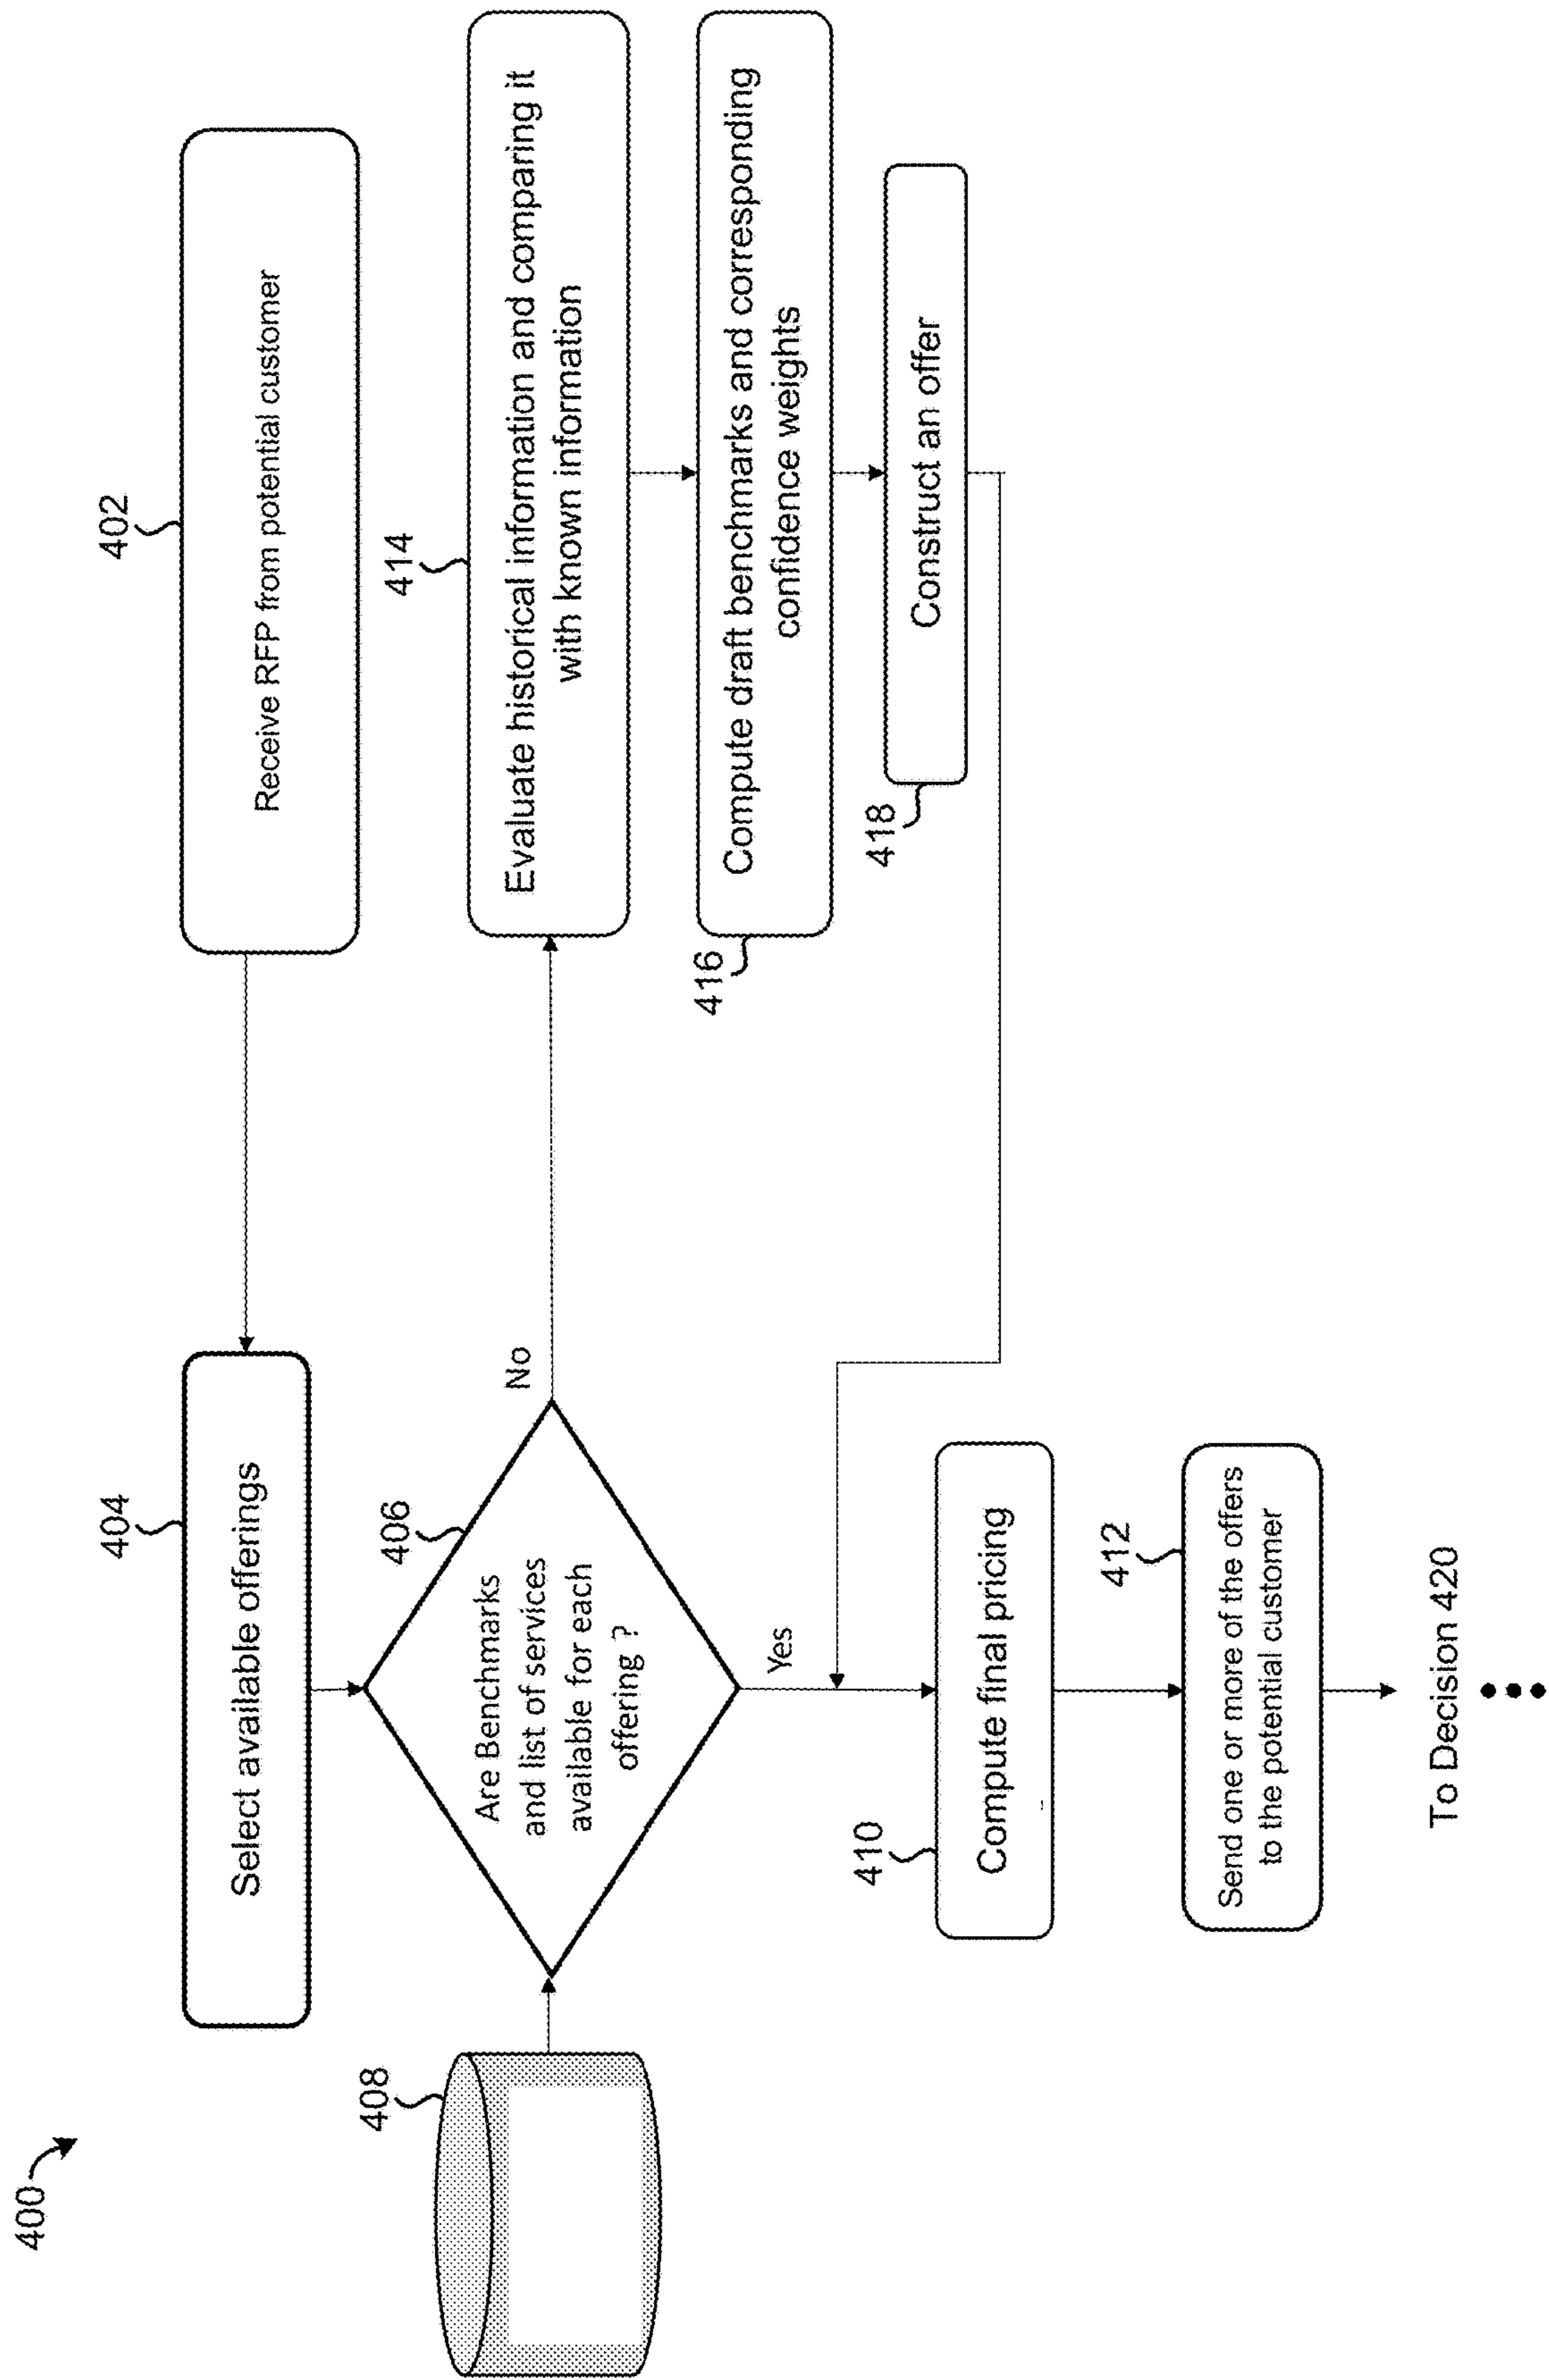 400
402
Receive RFP from potential customer
404
Select available offerings
406
Are Benchmarks
and list of services
available for each
offering ?
408
No
Yes
414
Evaluate historical information and comparing it
with known information
416
Compute draft benchmarks and corresponding
confidence weights
418
Construct an offer
410
Compute final pricing
412
Send one or more of the offers
to the potential customer
To Decision 420